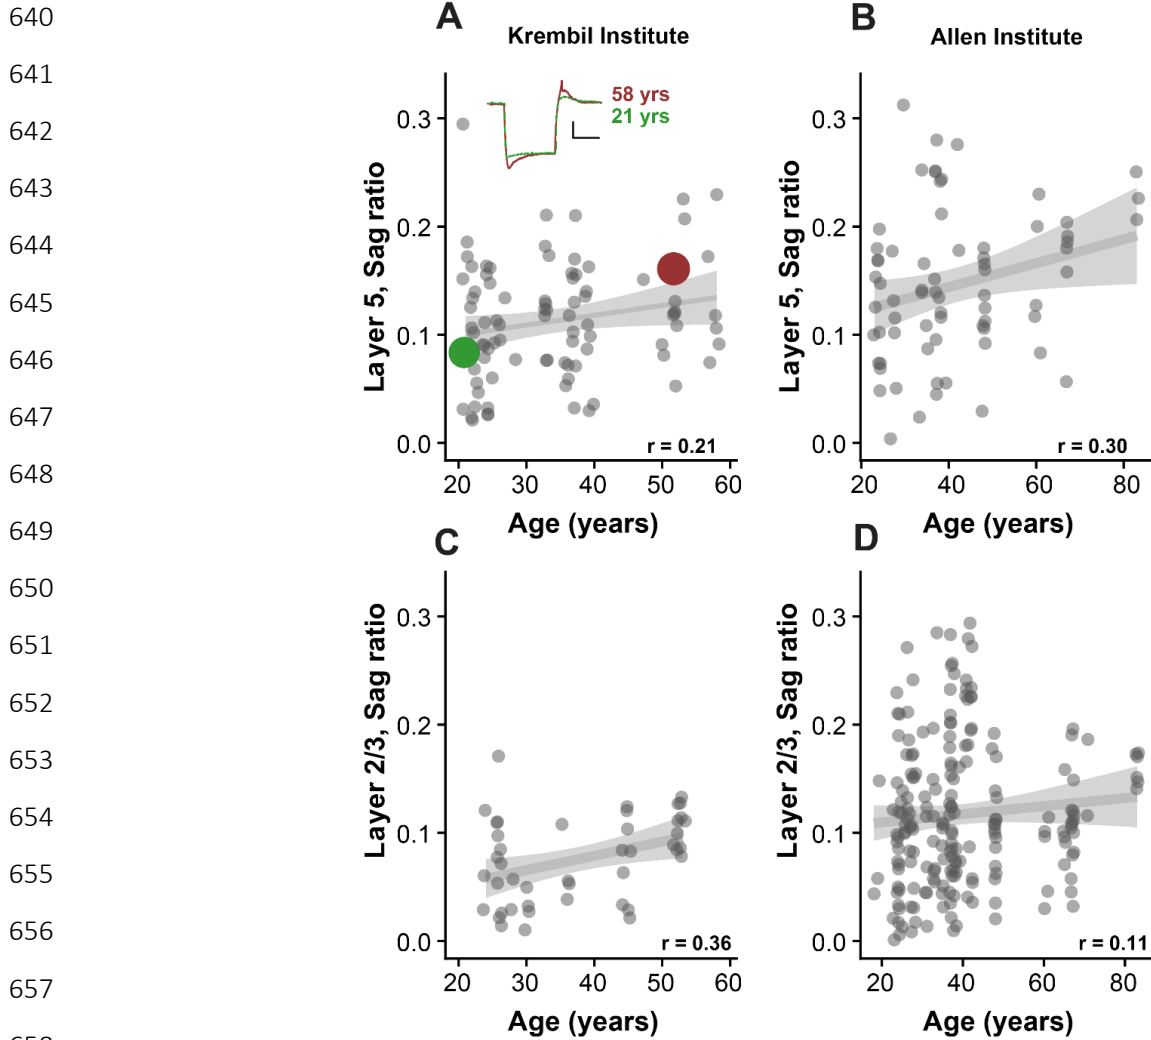 640
641
642
643
644
645
646
647
648
649
650
651
652
653
654
655
656
657
A
Krembil Institute
58 yrs
21 yrs
Layer 5, Sag ratio
0.3
0.2
0.1
0.0
r = 0.21
20 30 40 50 60
Age (years)
B
Allen Institute
Layer 5, Sag ratio
0.3
0.2
0.1
0.0
r = 0.30
20 40 60 80
Age (years)
C
Layer 2/3, Sag ratio
0.3
0.2
0.1
0.0
r = 0.36
20 30 40 50 60
Age (years)
D
Layer 2/3, Sag ratio
0.3
0.2
0.1
0.0
r = 0.11
20 40 60 80
Age (years)